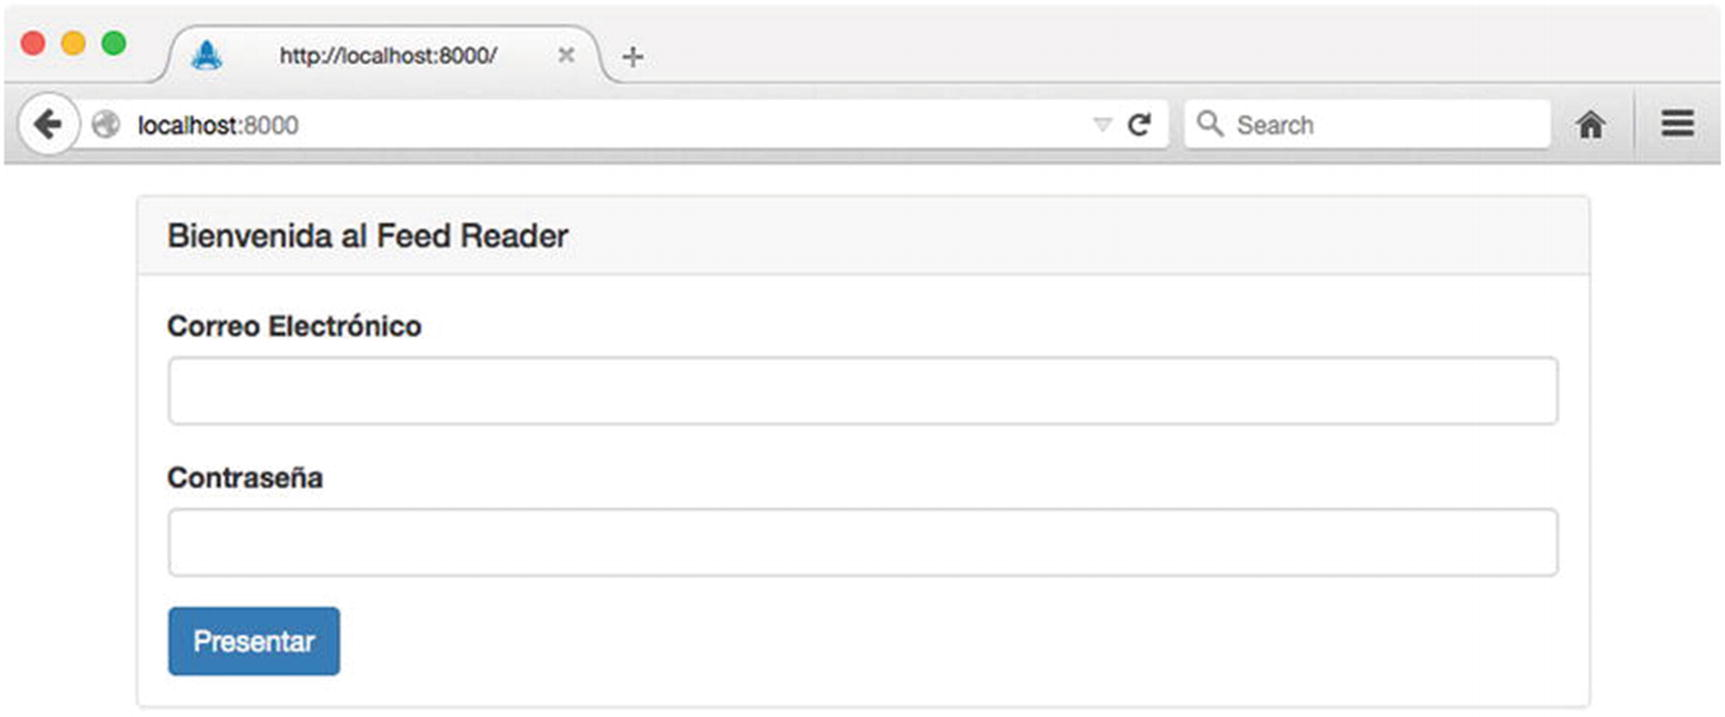 http://localhost:8000/
localhost:8000
Search
Bienvenida al Feed Reader
Correo Electrónico
Contraseña
Presentar